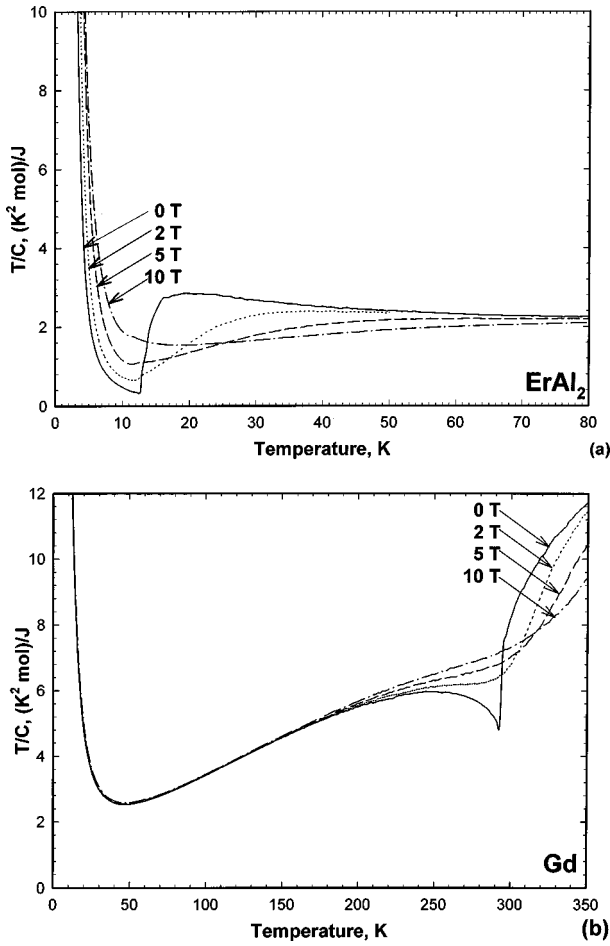 10
8
6
4
2
0
T/C, (K² mol)/J
0 T
2 T
5 T
10 T
ErAl₂
0 10 20 30 40 50 60 70 80
Temperature, K
(a)
12
10
8
6
4
2
0
T/C, (K² mol)/J
0 T
2 T
5 T
10 T
Gd
0 50 100 150 200 250 300 350
Temperature, K
(b)